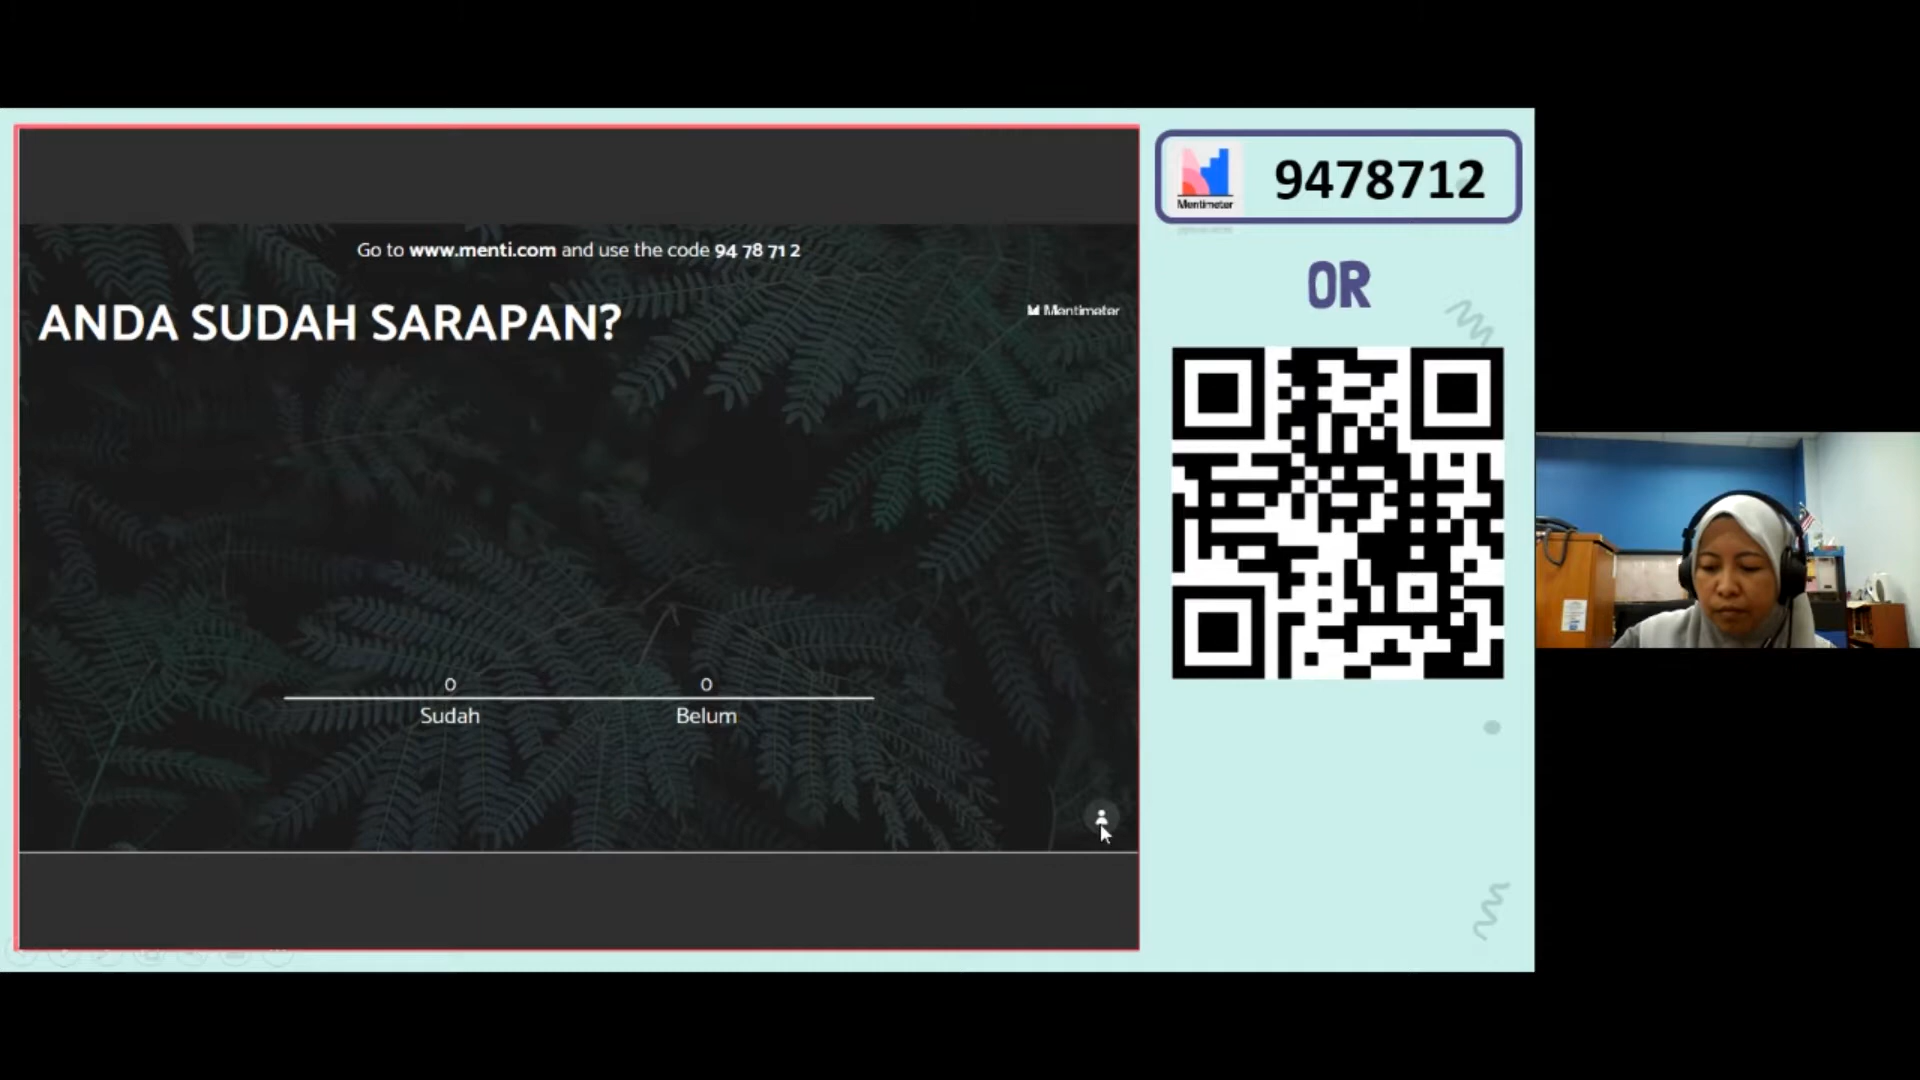 Go to www.menti.com and use the code 94 78 71 2
ANDA SUDAH SARAPAN?
Mentimeter
0
0
Sudah
Belum
Mentimeter
9478712
OR